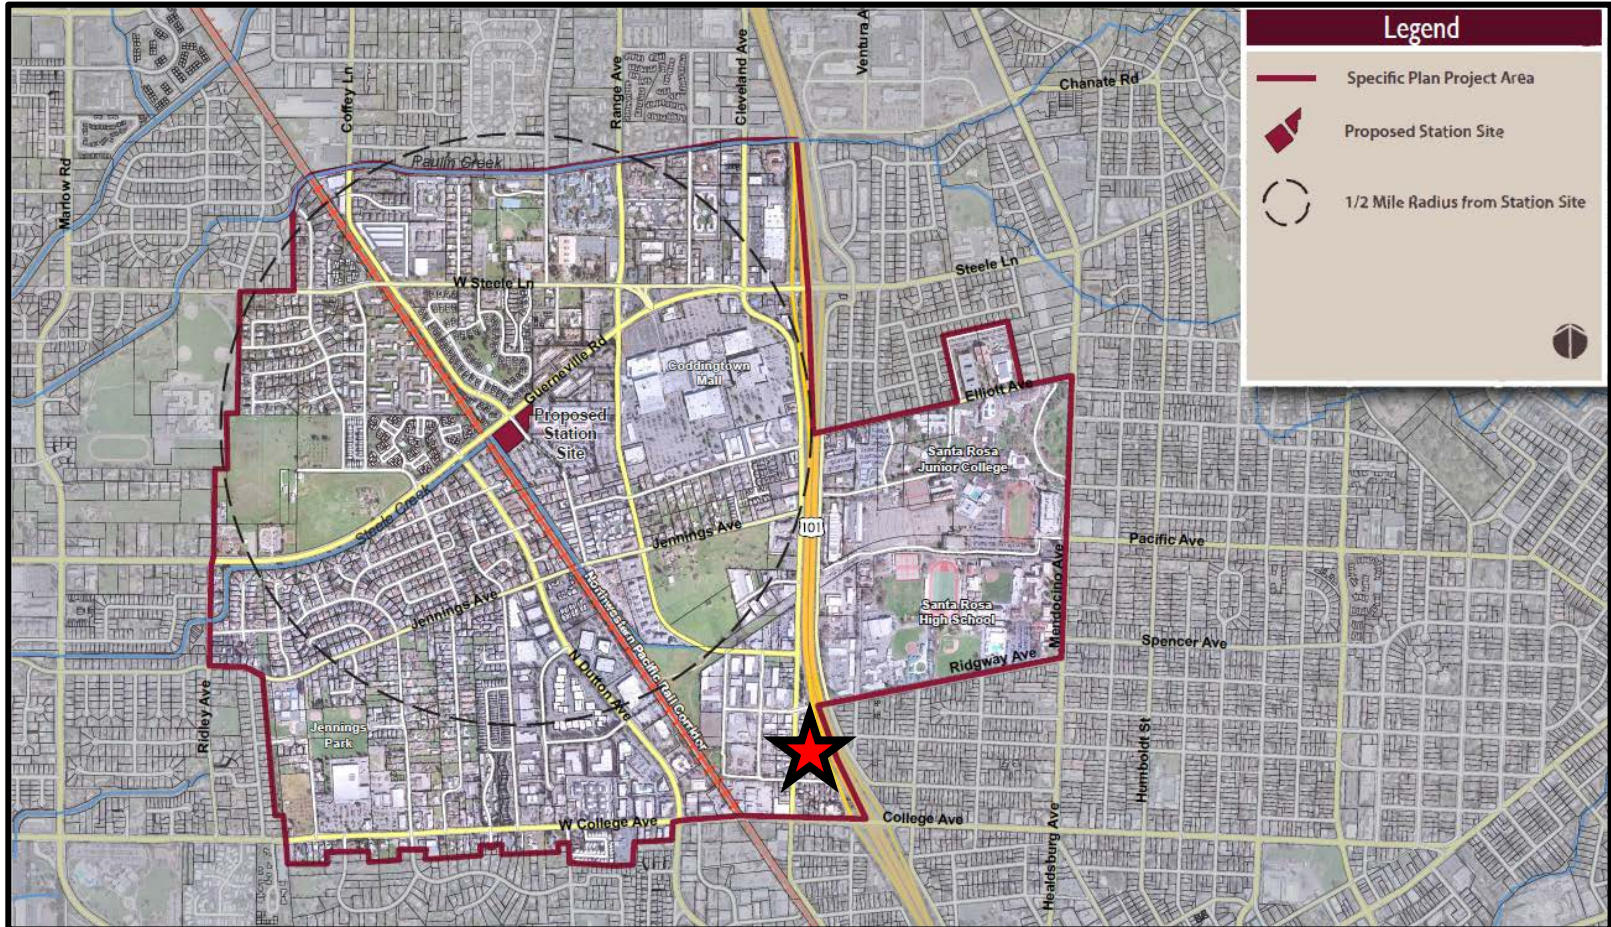 Legend
Specific Plan Project Area
Proposed Station Site
1/2 Mile Radius from Station Site
Marlow Rd
Coffey Ln
Range Ave
Cleveland Ave
Ventura A
Chanate Rd
Paulin Creek
W Steele Ln
Steele Ln
Guerneville Rd
Coddingtown
Mall
Elliott Ave
Proposed
Station
Site
Santa Rosa
Junior College
Steele Creek
Jennings Ave
101
Pacific Ave
Mendocino Ave
Jennings Ave
Northwestern Pacific Rail Corridor
Santa Rosa
High School
Spencer Ave
Ridgway Ave
N Dutton Ave
Ridley Ave
Jennings
Park
Humboldt St
W College Ave
College Ave
Healdsburg Ave